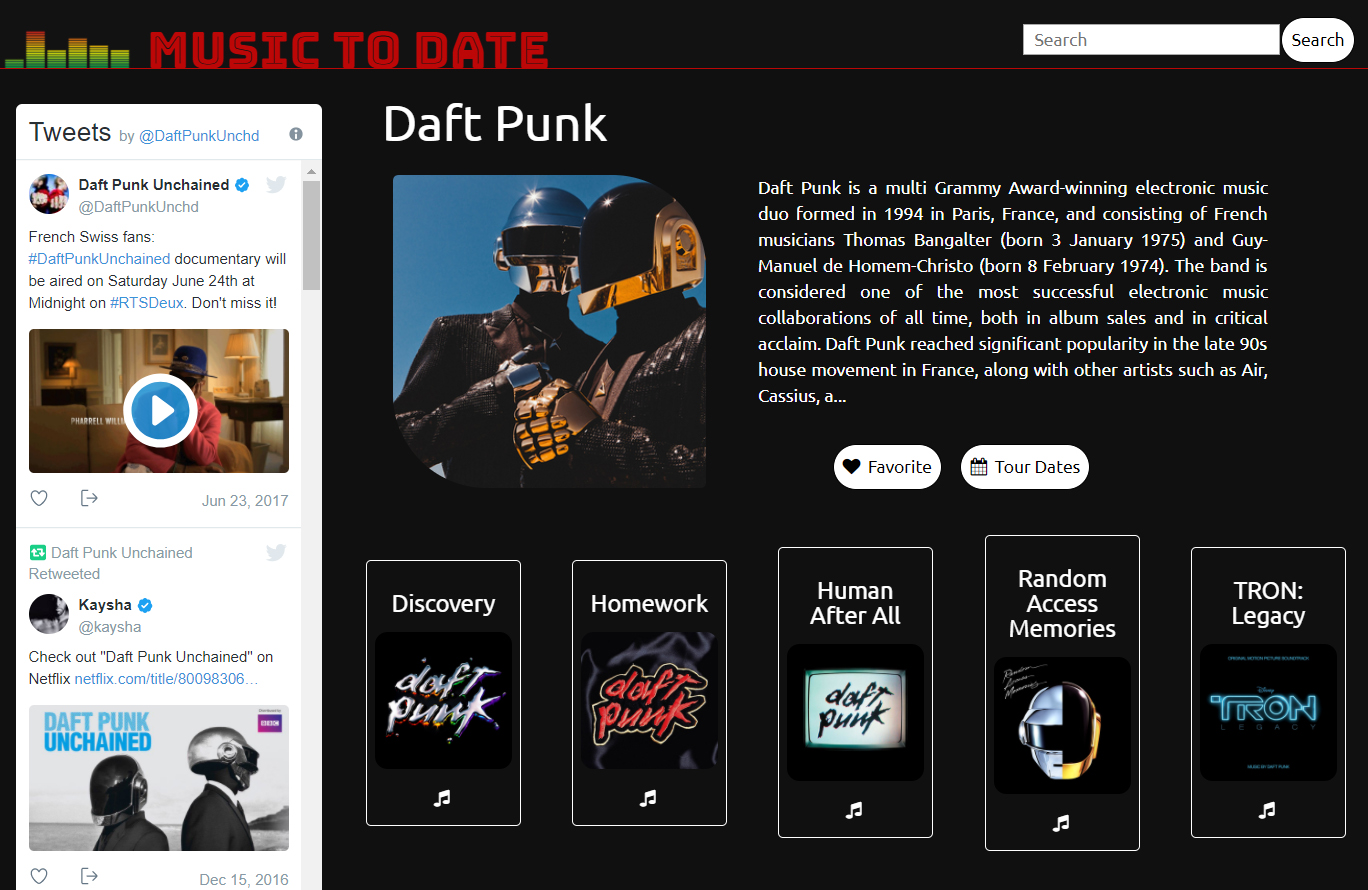 MUSIC TO DATE
Search
Search
Tweets by @DaftPunkUnchd
Daft Punk Unchained
@DaftPunkUnchd
French Swiss fans:
#DaftPunkUnchained documentary will
be aired on Saturday June 24th at
Midnight on #RTSDeux. Don't miss it!
PHARRELL WILLI
Jun 23, 2017
Daft Punk Unchained
Retweeted
Kaysha
@kaysha
Check out "Daft Punk Unchained" on
Netflix netflix.com/title/80098306…
DAFT PUNK
UNCHAINED
Dec 15, 2016
Daft Punk
Daft Punk is a multi Grammy Award-winning electronic music
duo formed in 1994 in Paris, France, and consisting of French
musicians Thomas Bangalter (born 3 January 1975) and Guy-
Manuel de Homem-Christo (born 8 February 1974). The band is
considered one of the most successful electronic music
collaborations of all time, both in album sales and in critical
acclaim. Daft Punk reached significant popularity in the late 90s
house movement in France, along with other artists such as Air,
Cassius, a...
Favorite
Tour Dates
Discovery
daft
punk
Homework
daft
punk
Human
After All
daft
punk
Random
Access
Memories
Random
Access
Memories
TRON:
Legacy
ORIGINAL MOTION PICTURE SOUNDTRACK
Disney
TRON
LEGACY
MUSIC BY DAFT PUNK